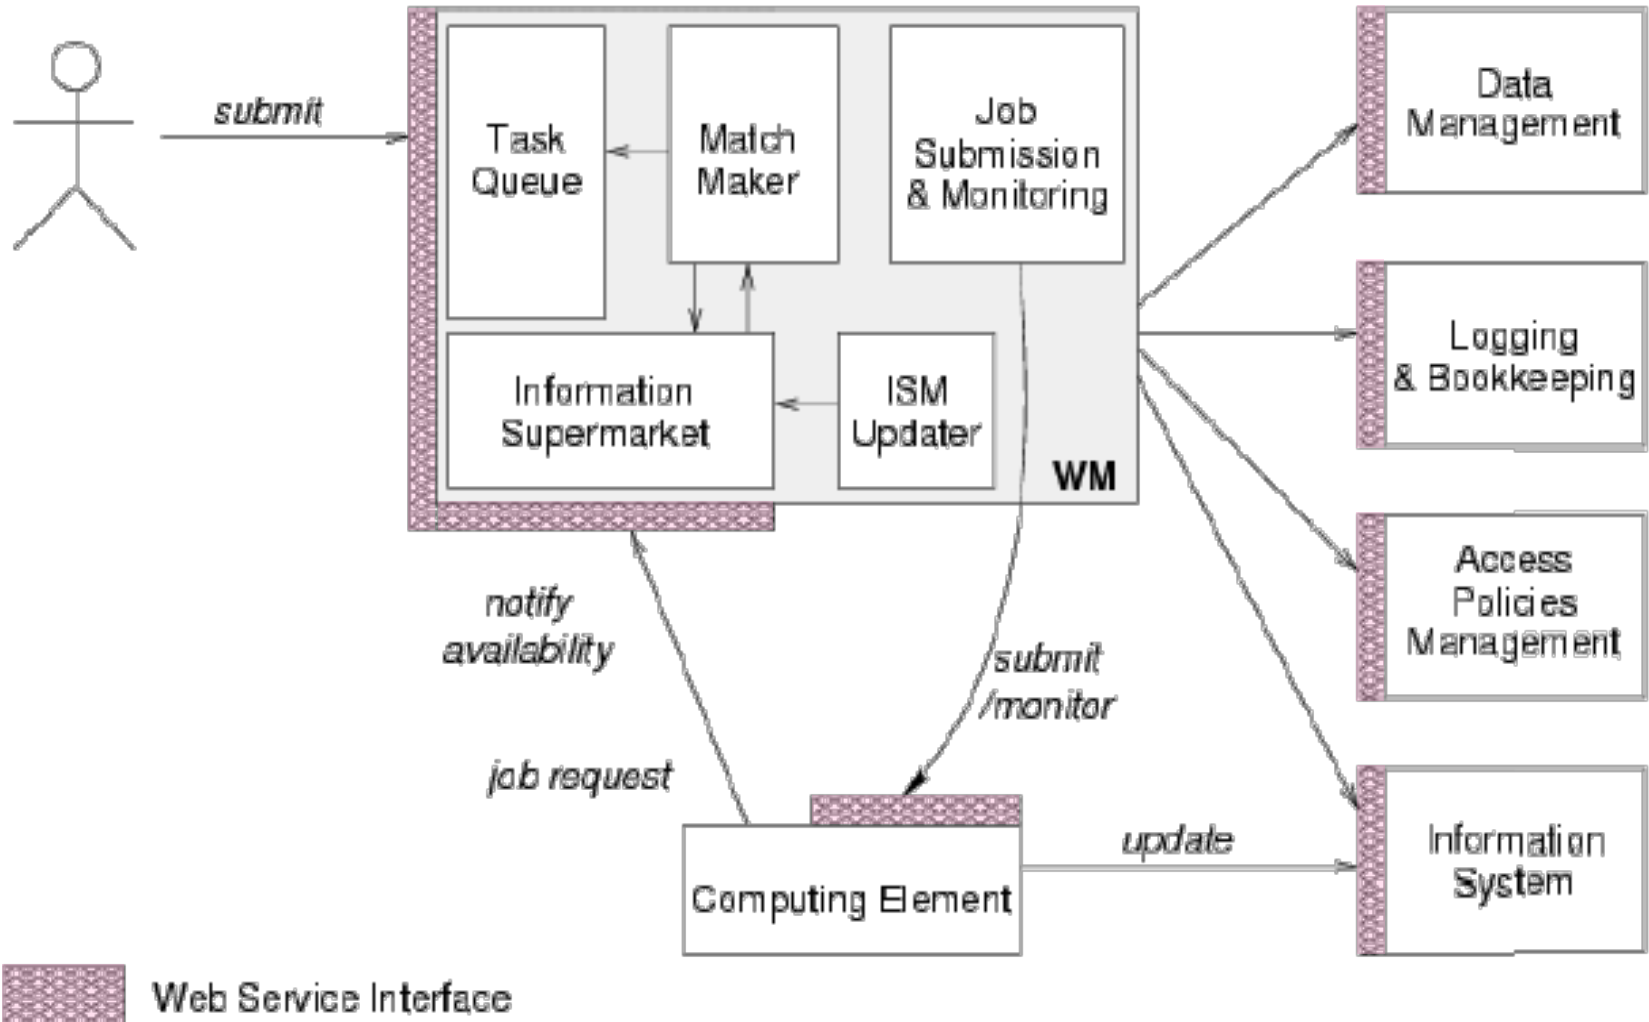 submit
Task
Queue
Match
Maker
Job
Submission
& Monitoring
Information
Supermarket
ISM
Updater
WM
Data
Management
Logging
& Bookkeeping
Access
Policies
Management
Information
System
notify
availability
job request
submit
/monitor
update
Computing Element
Web Service Interface